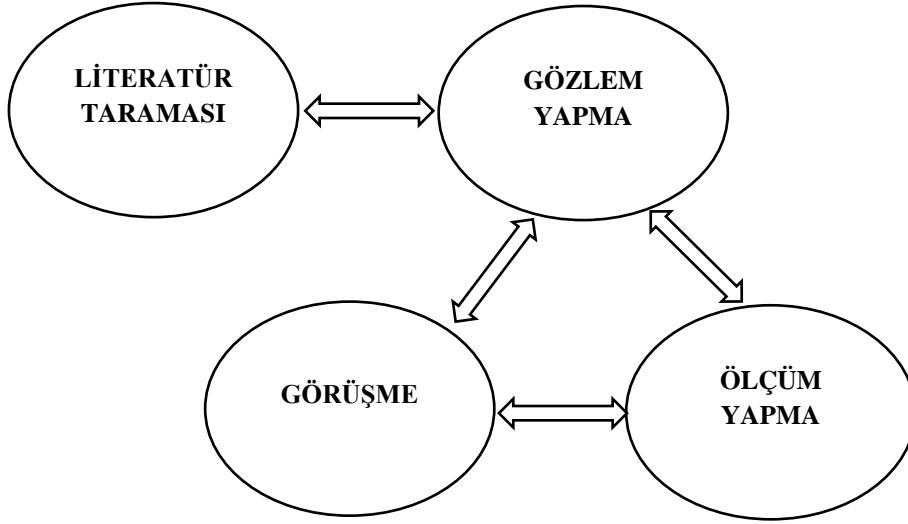 LİTERATÜR
TARAMASI
GÖZLEM
YAPMA
GÖRÜŞME
ÖLÇÜM
YAPMA